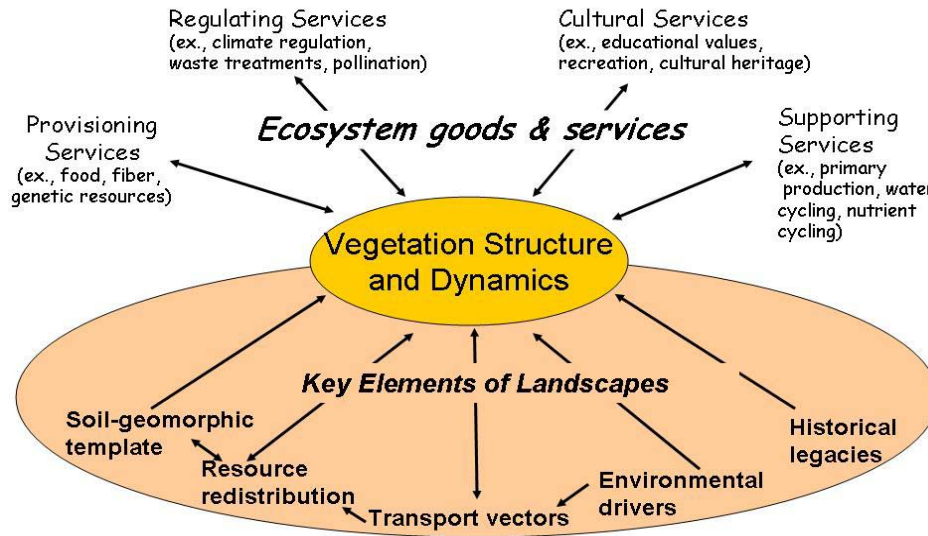 Regulating Services
(ex., climate regulation,
waste treatments, pollination)
Cultural Services
(ex., educational values,
recreation, cultural heritage)
Ecosystem goods & services
Provisioning
Services
(ex., food, fiber,
genetic resources)
Supporting
Services
(ex., primary
production, water
cycling, nutrient
cycling)
Vegetation Structure
and Dynamics
Key Elements of Landscapes
Soil-geomorphic
template
Resource
redistribution
Transport vectors
Environmental
drivers
Historical
legacies